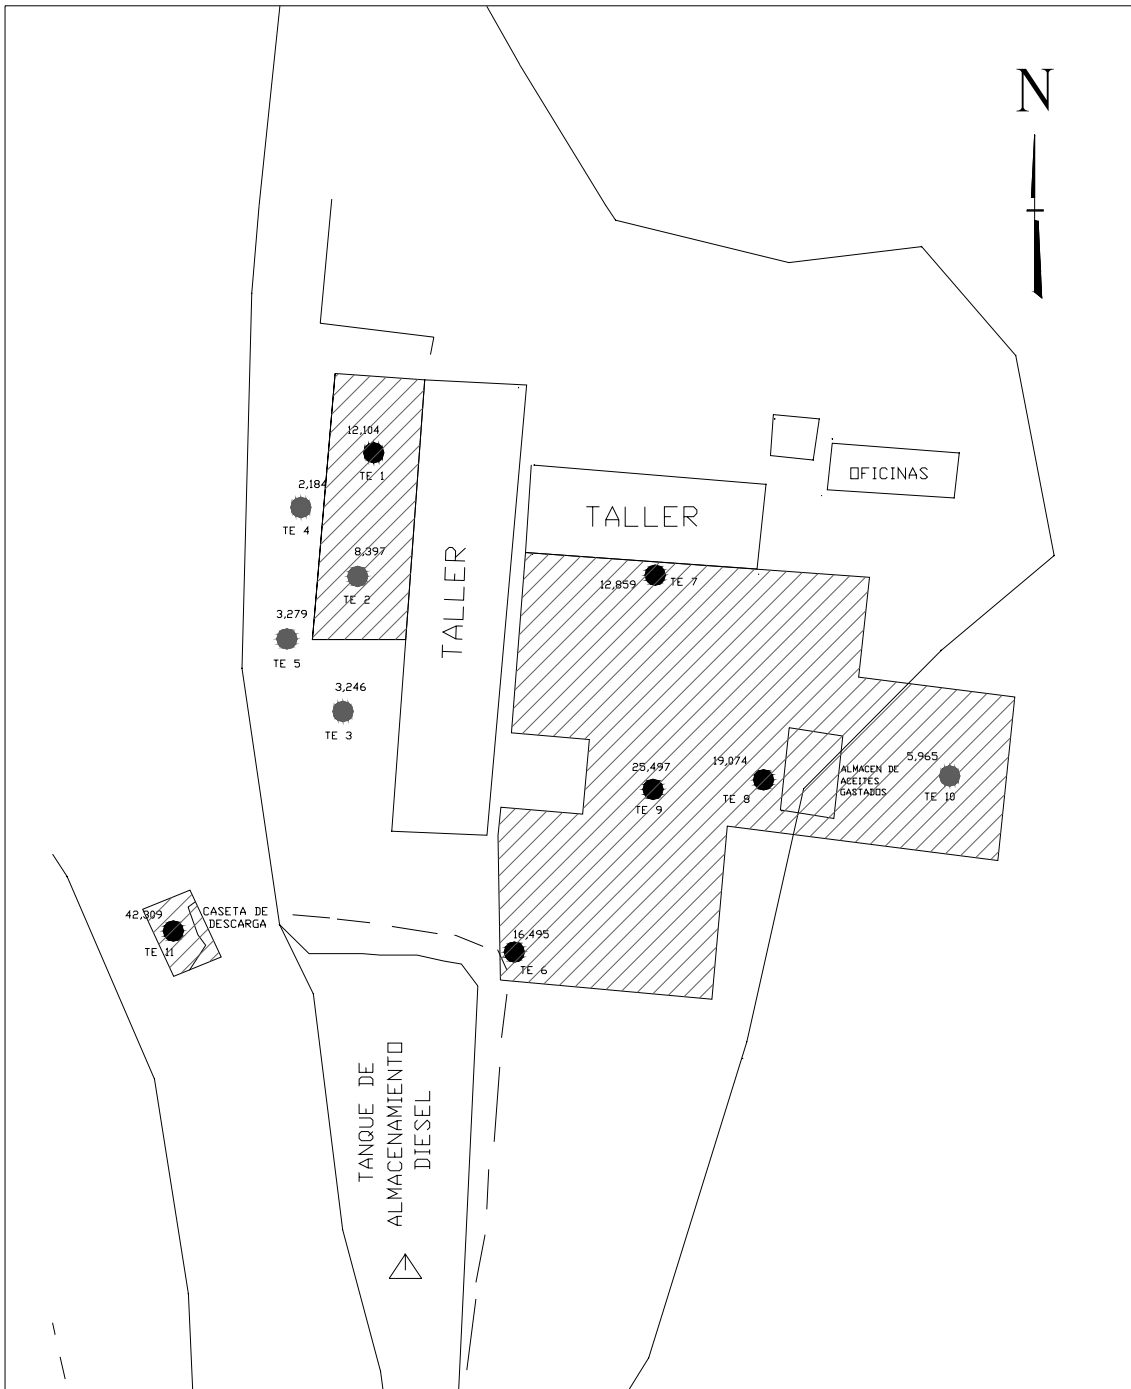 N
12,104
TE 1
2,184
TE 4
8,397
TE 2
3,279
TE 5
3,246
TE 3
TALLER
TALLER
OFICINAS
12,859
TE 7
25,497
TE 9
19,074
TE 8
ALMACEN DE
ACEITES
GASTADOS
5,965
TE 10
42,309
TE 11
CASETA DE
DESCARGA
16,495
TE 6
TANQUE DE
ALMACENAMIENTO
DIESEL